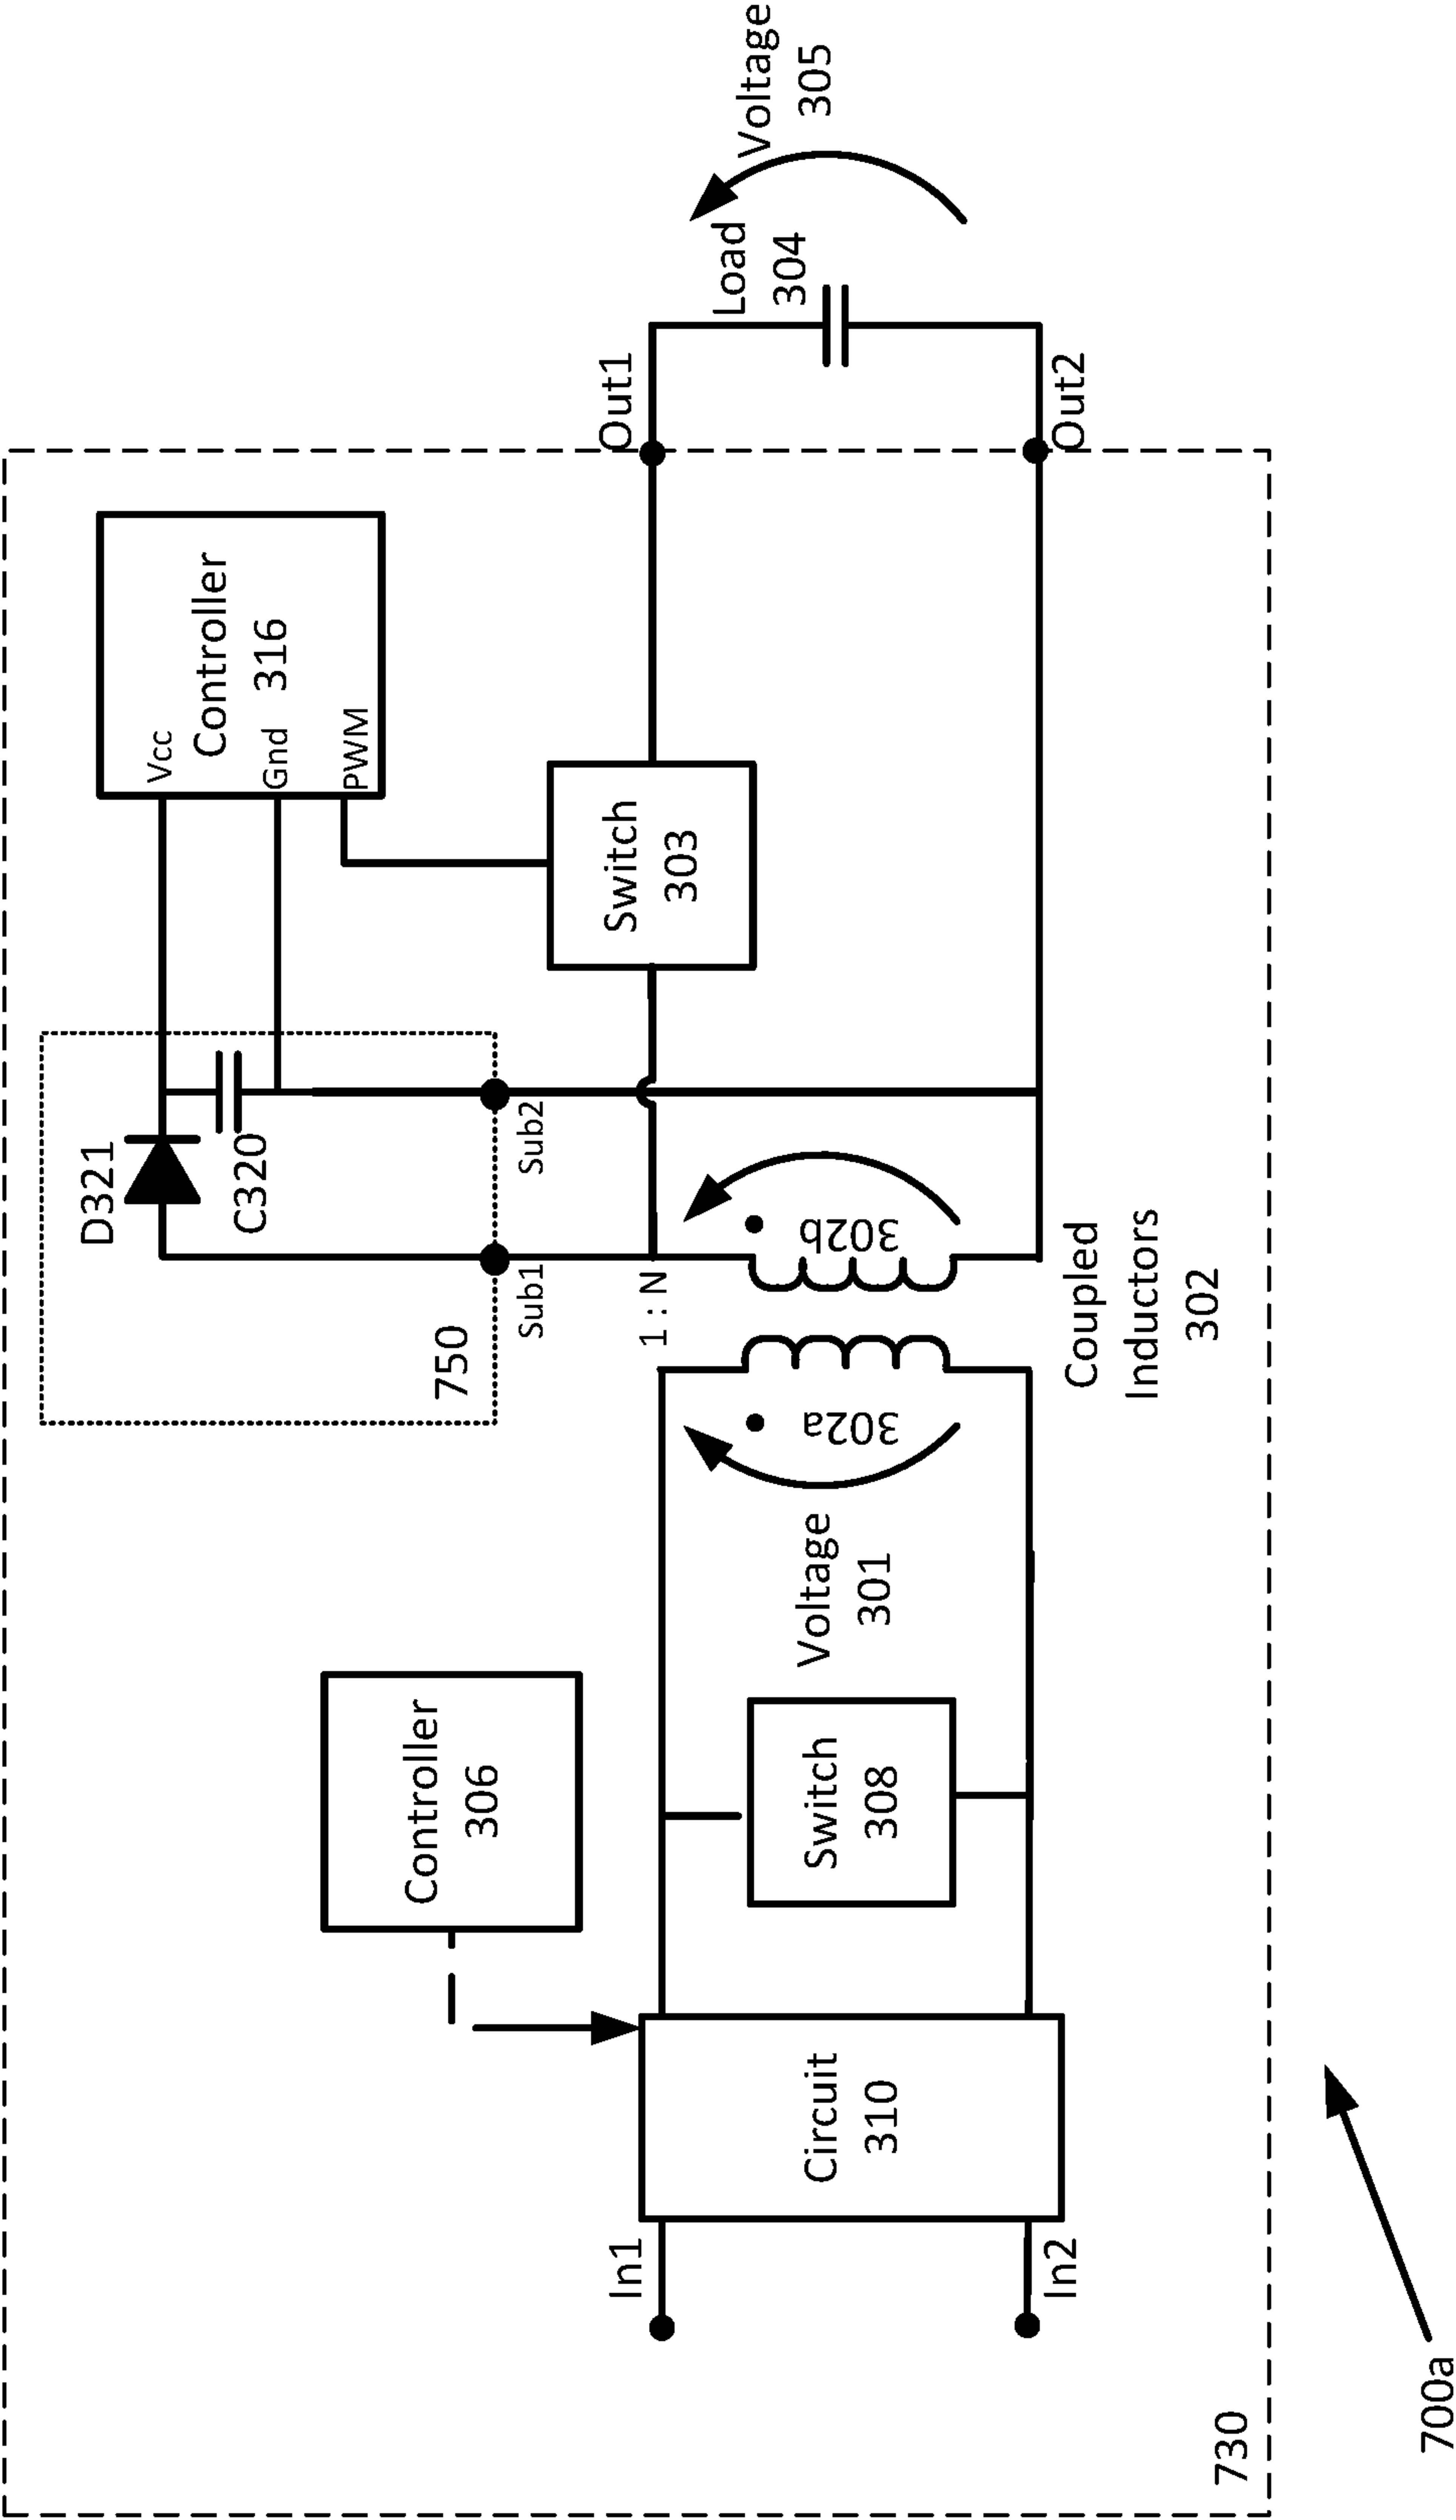 D321
C320
750
Sub1
Sub2
Vcc
Gnd
PWM
Controller
316
Controller
306
Switch
303
Out1
Out2
Load
304
Voltage
305
1 : N
302a
302b
Coupled
Inductors
302
Voltage
301
Switch
308
Circuit
310
In1
In2
730
700a